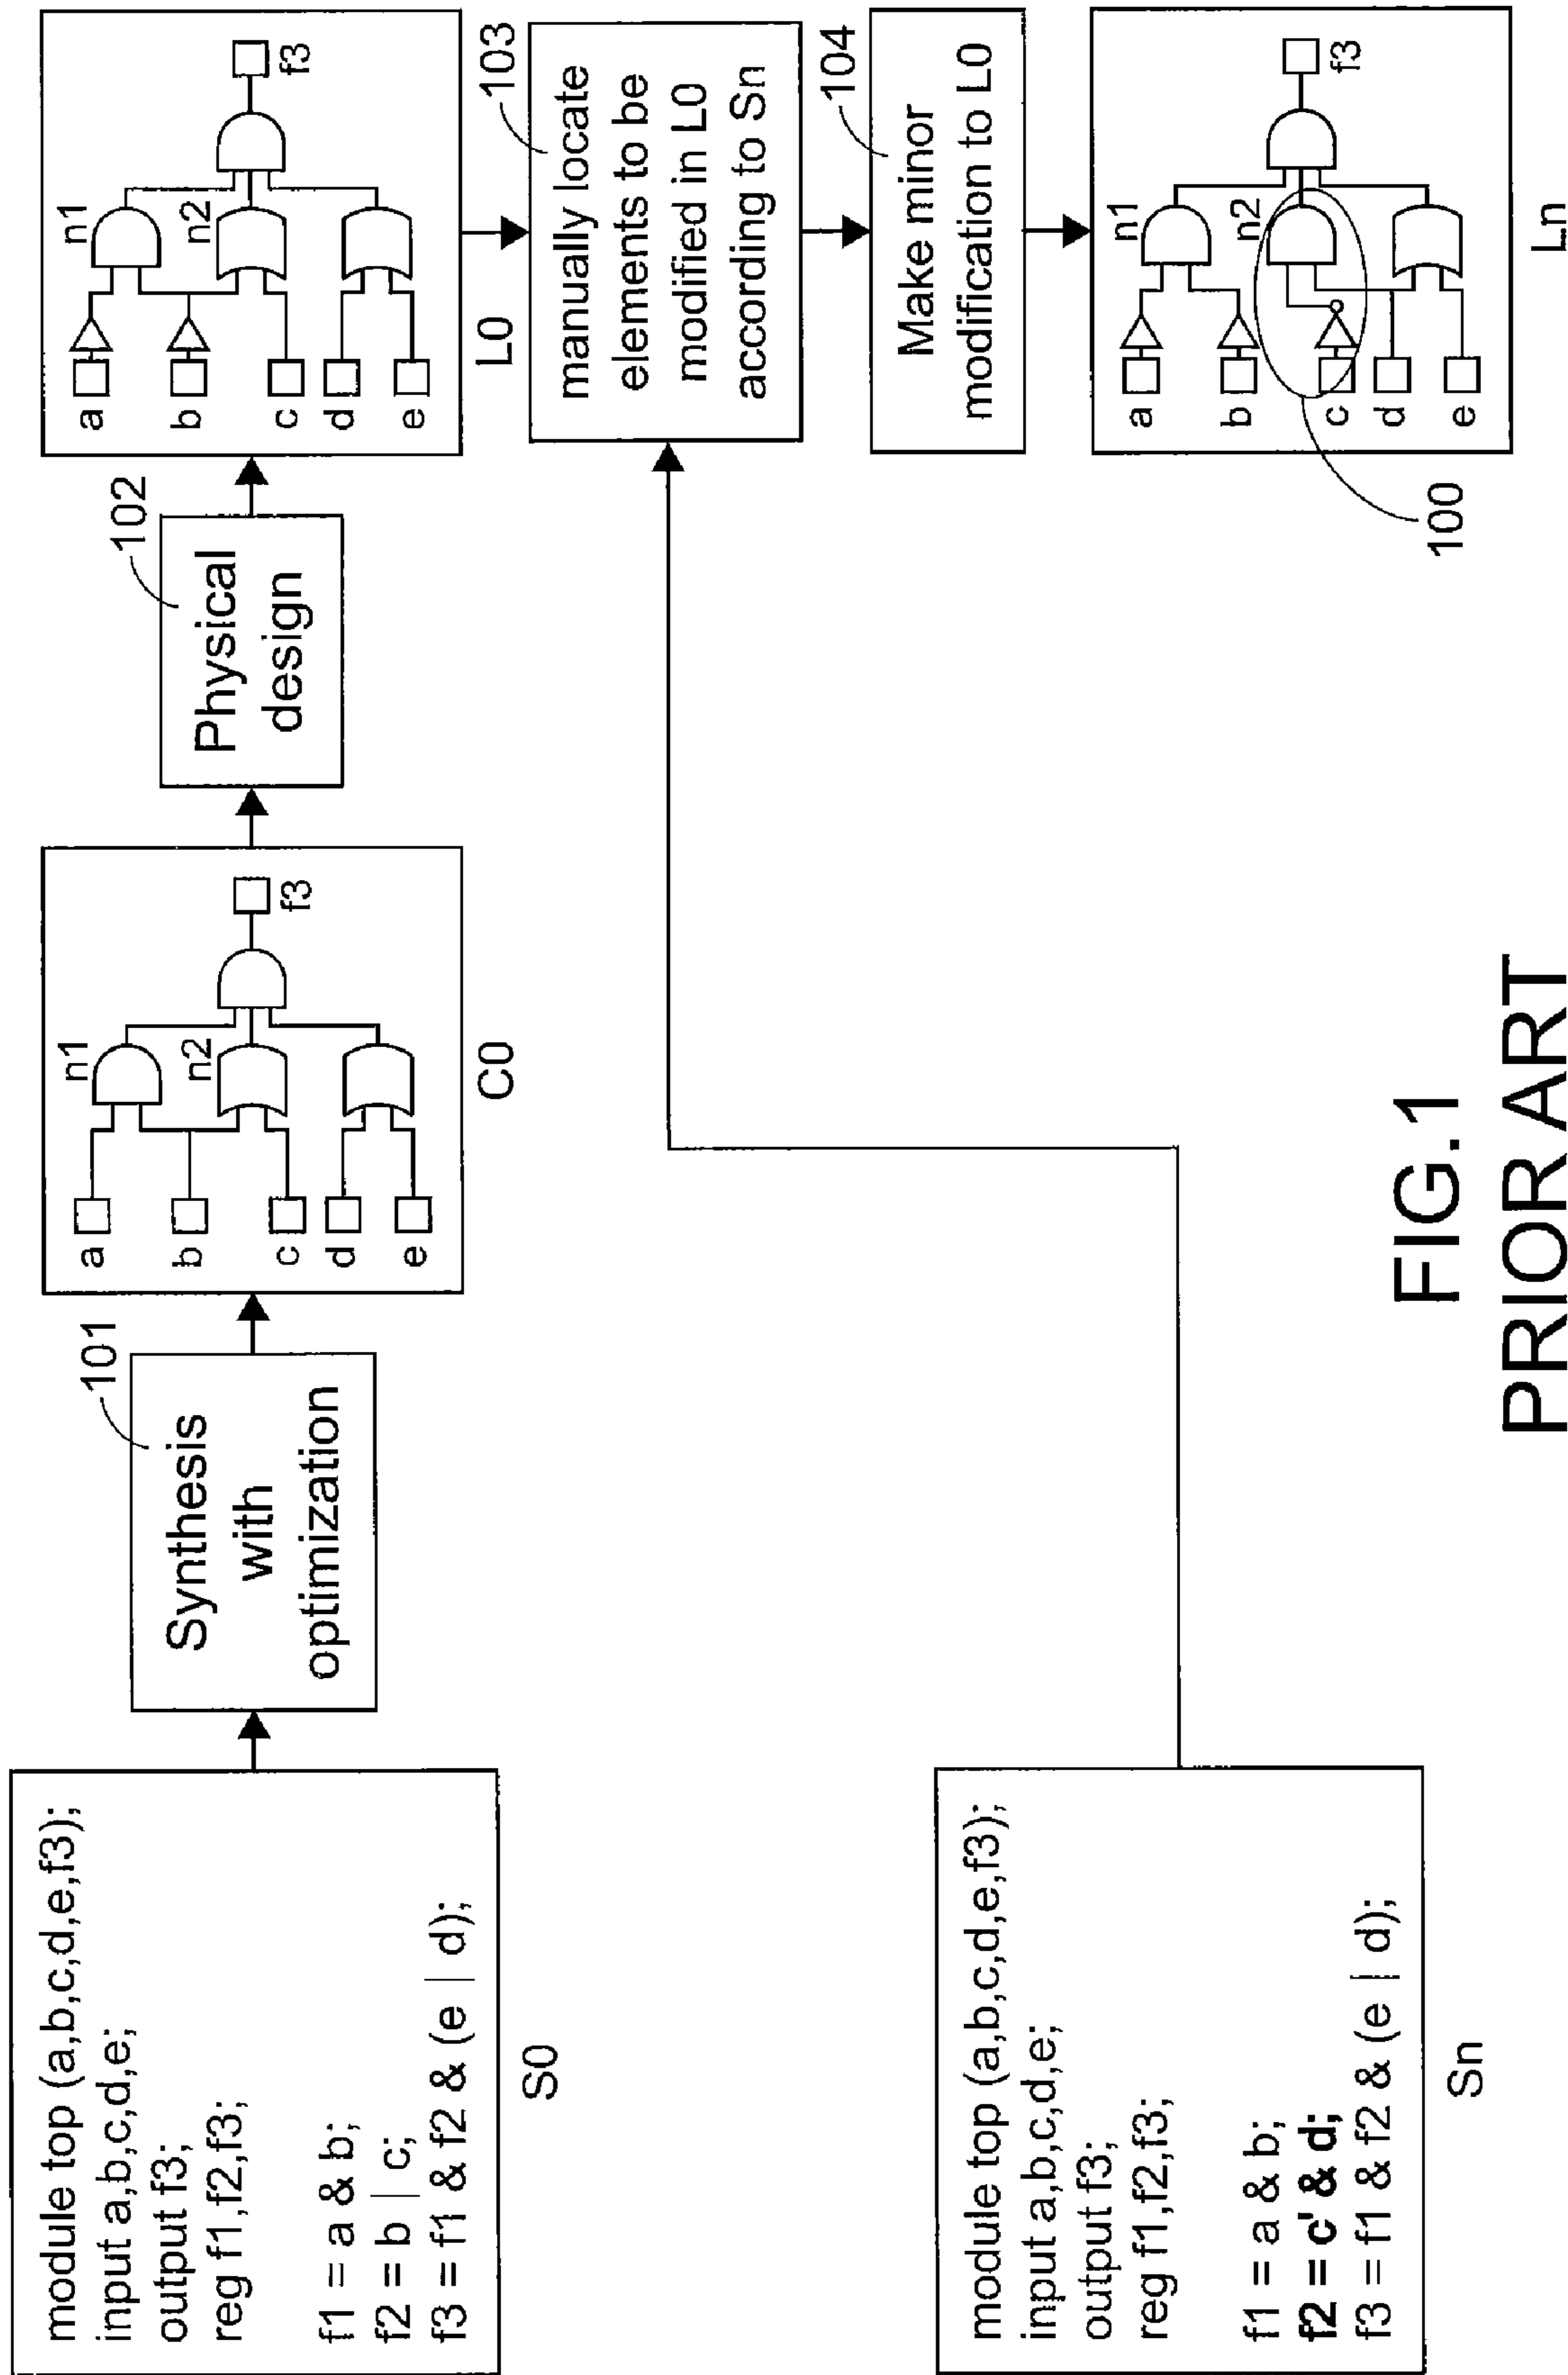 module top (a,b,c,d,e,f3);
input a,b,c,d,e;
output f3;
reg f1,f2,f3;
f1 = a & b;
f2 = b | c;
f3 = f1 & f2 & (e | d);
S0
101
Synthesis
with
optimization
a
b
c
d
e
n1
n2
f3
C0
102
Physical
design
a
b
c
d
e
n1
n2
f3
L0
103
manually locate
elements to be
modified in L0
according to Sn
104
Make minor
modification to L0
a
b
c
d
e
n1
n2
f3
100
Ln
module top (a,b,c,d,e,f3);
input a,b,c,d,e;
output f3;
reg f1,f2,f3;
f1 = a & b;
f2 = c' & d;
f3 = f1 & f2 & (e | d);
Sn
FIG.1
PRIOR ART